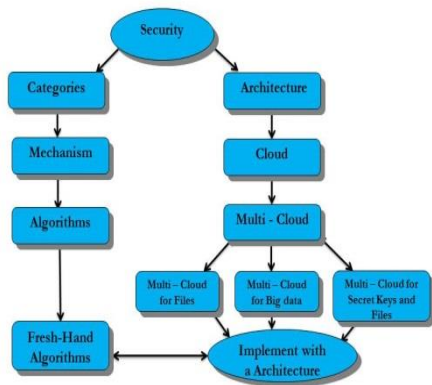 Security
Categories
Architecture
Mechanism
Cloud
Algorithms
Multi - Cloud
Multi – Cloud
for Files
Multi – Cloud
for Big data
Multi – Cloud for
Secret Keys and
Files
Fresh-Hand
Algorithms
Implement with
a Architecture